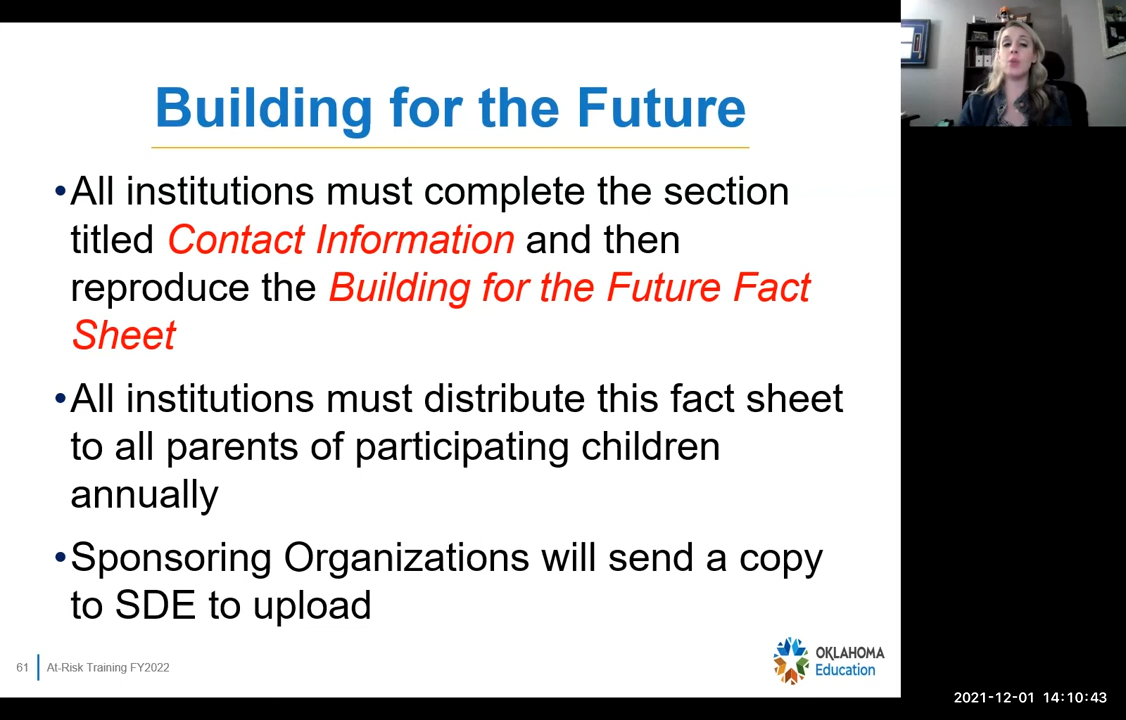 Building for the Future
•All institutions must complete the section
titled Contact Information and then
reproduce the Building for the Future Fact
Sheet
•All institutions must distribute this fact sheet
to all parents of participating children
annually
•Sponsoring Organizations will send a copy
to SDE to upload
61
At-Risk Training FY2022
OKLAHOMA
Education
2021-12-01 14:10:43